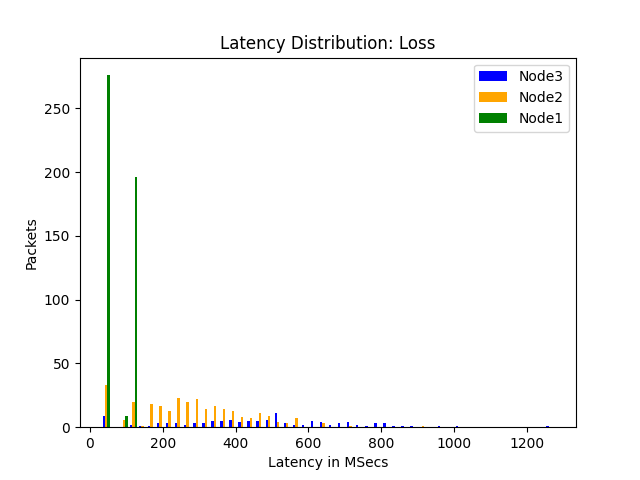 Latency Distribution: Loss
Node3
Node2
Node1
Packets
250
200
150
100
50
0
0 200 400 600 800 1000 1200
Latency in MSecs